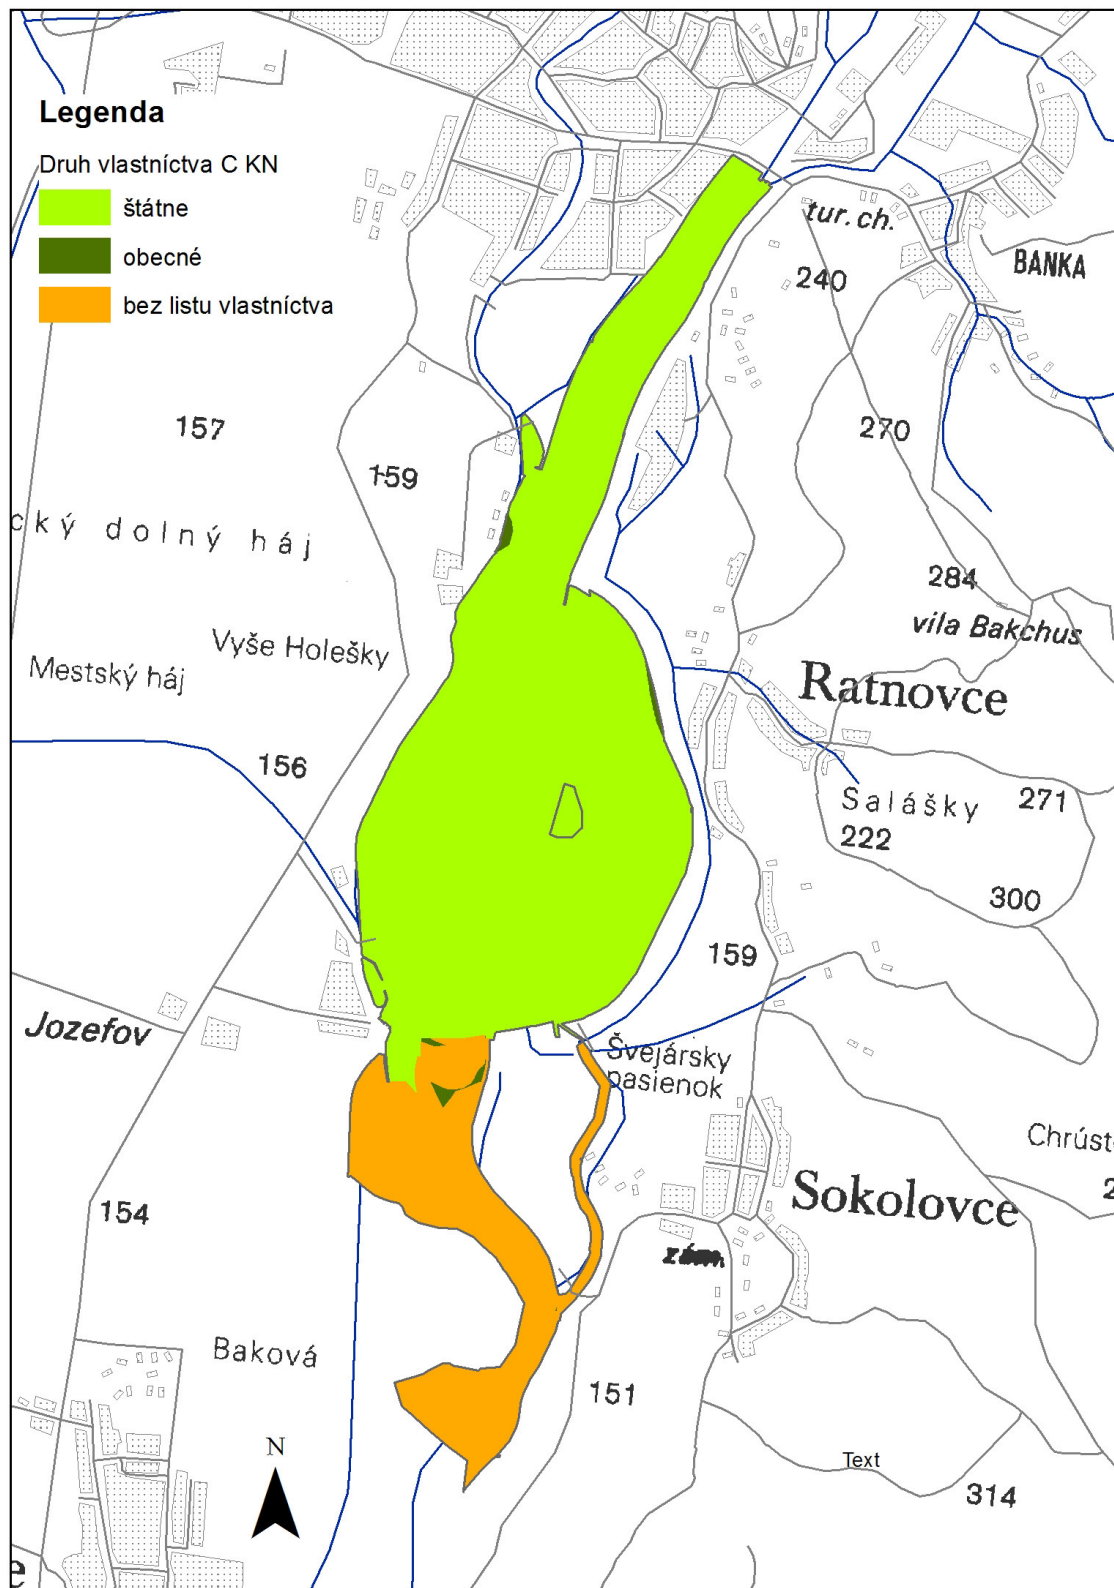 Legenda
Druh vlastníctva C KN
štátne
obecné
bez listu vlastníctva
tur. ch.
240
BANKA
157
270
159
cký dolný háj
284
vila Bakchus
Vyše Holešky
Mestský háj
Ratnovce
156
Salášky
271
222
300
159
Jozefov
Švejársky
pasienok
Chrúst
2
154
Sokolovce
zám.
Baková
151
N
Text
314
e